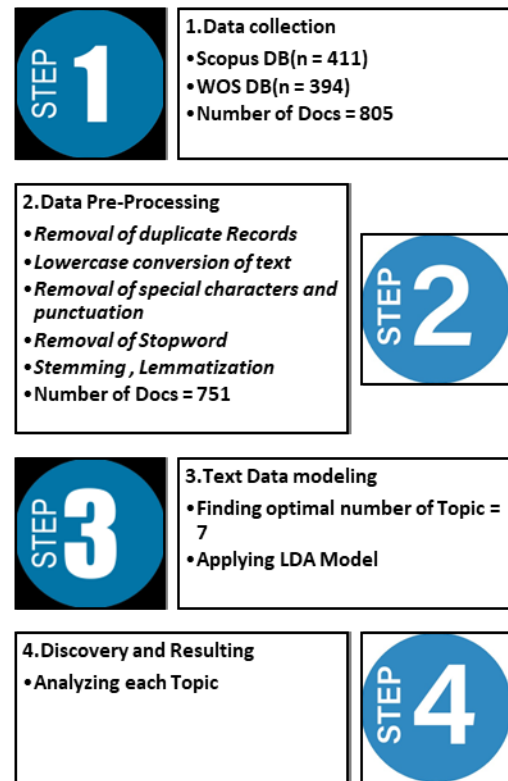 STEP 1
1.Data collection
•Scopus DB(n = 411)
•WOS DB(n = 394)
•Number of Docs = 805
2.Data Pre-Processing
•Removal of duplicate Records
•Lowercase conversion of text
•Removal of special characters and
punctuation
•Removal of Stopword
•Stemming , Lemmatization
•Number of Docs = 751
STEP 2
STEP 3
3.Text Data modeling
•Finding optimal number of Topic =
7
•Applying LDA Model
4.Discovery and Resulting
•Analyzing each Topic
STEP 4